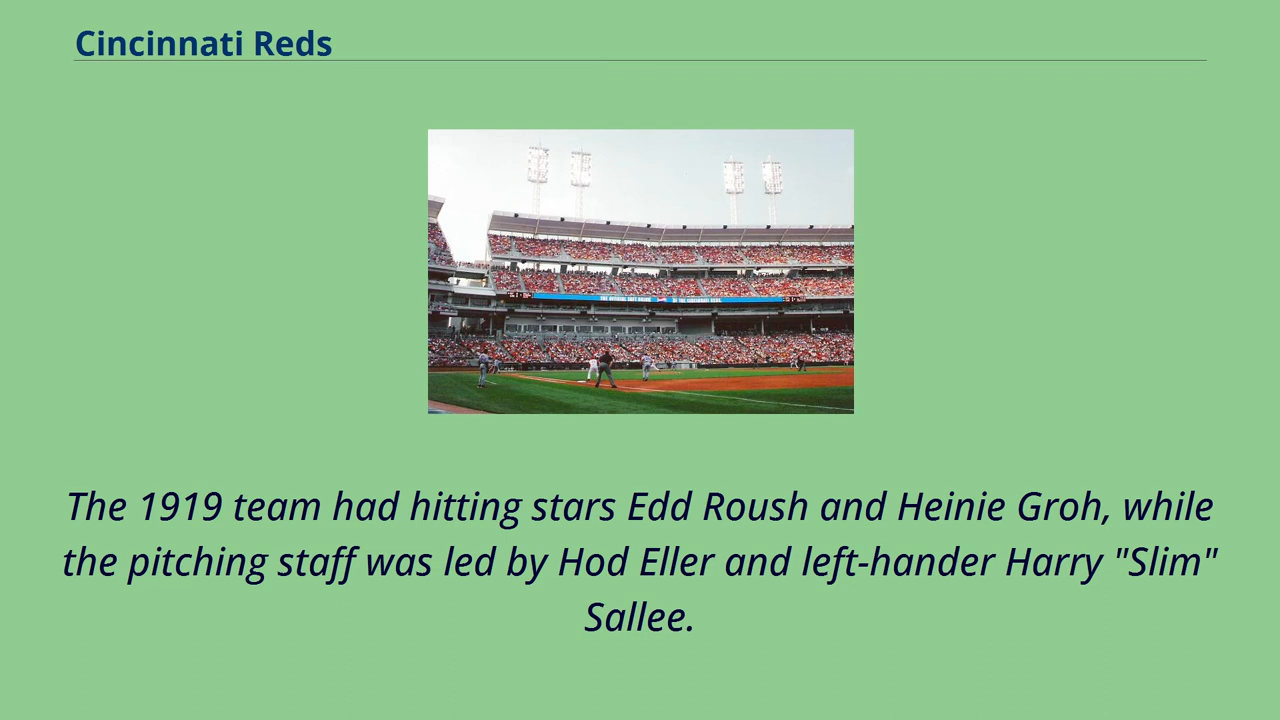 Cincinnati Reds
The 1919 team had hitting stars Edd Roush and Heinie Groh, while
the pitching staff was led by Hod Eller and left-hander Harry "Slim"
Sallee.